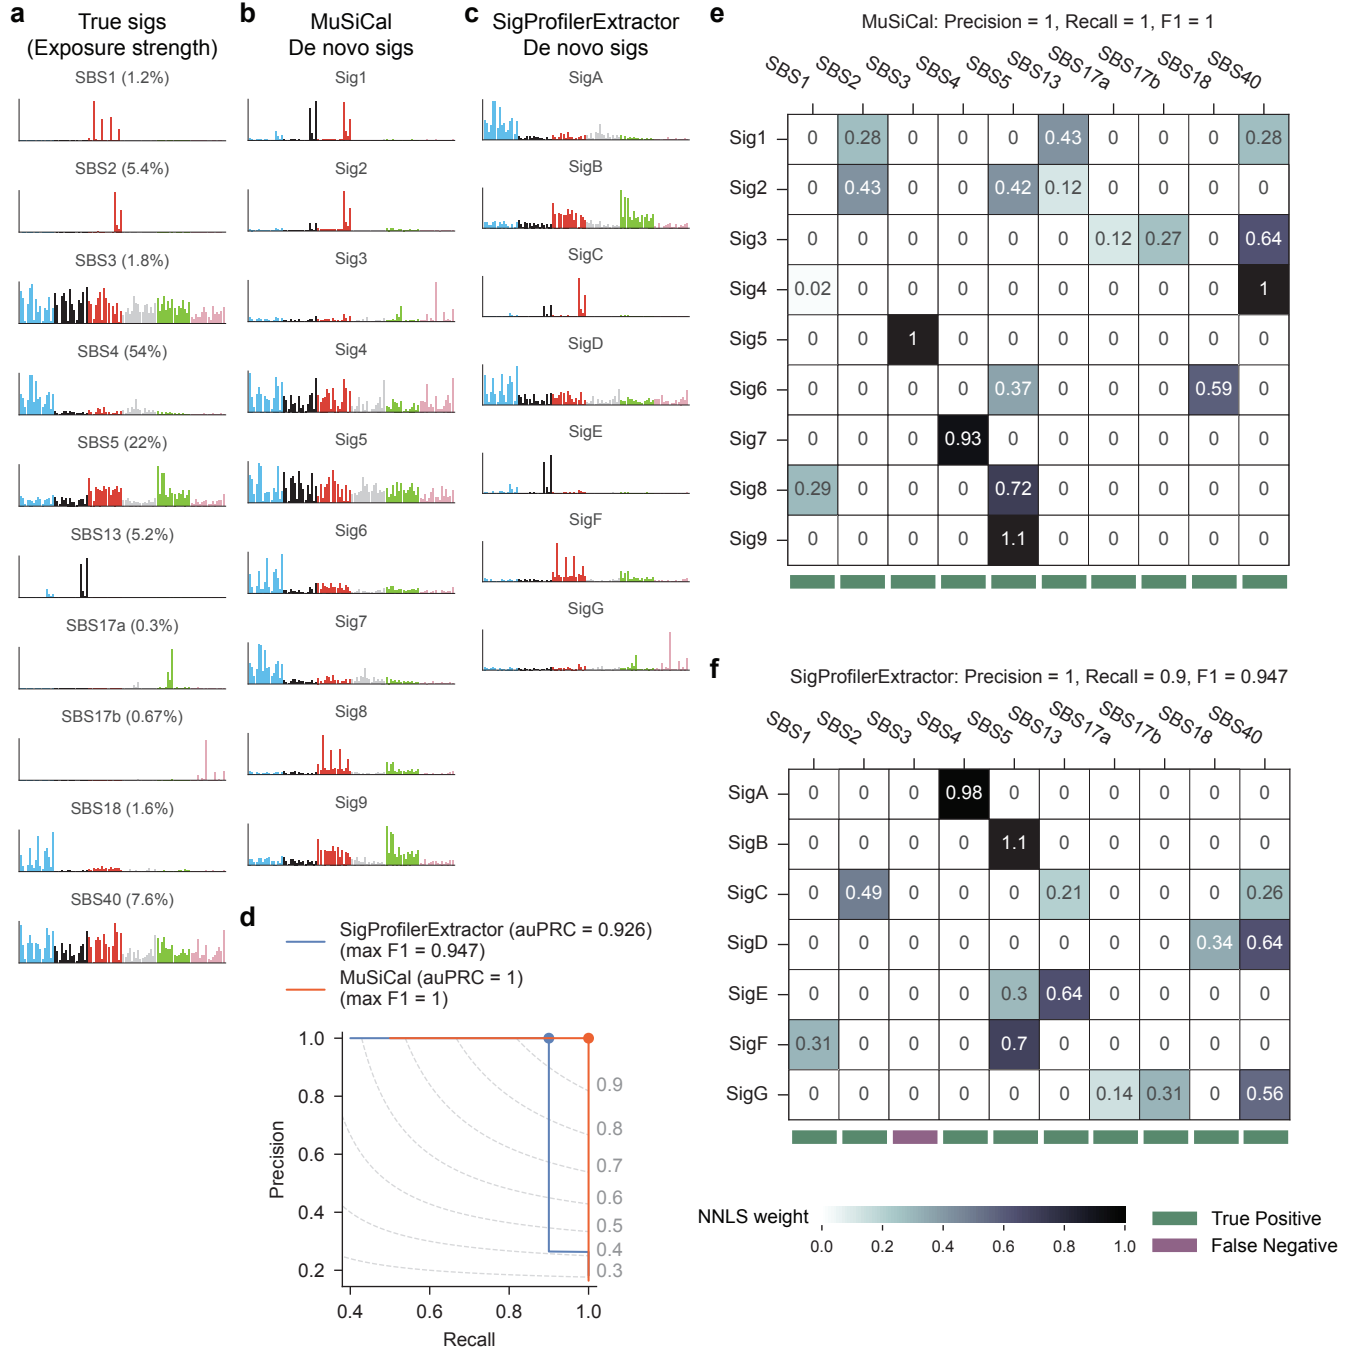 a
True sigs
(Exposure strength)
SBS1 (1.2%)
SBS2 (5.4%)
SBS3 (1.8%)
SBS4 (54%)
SBS5 (22%)
SBS13 (5.2%)
SBS17a (0.3%)
SBS17b (0.67%)
SBS18 (1.6%)
SBS40 (7.6%)
b
MuSiCal
De novo sigs
Sig1
Sig2
Sig3
Sig4
Sig5
Sig6
Sig7
Sig8
Sig9
c
SigProfilerExtractor
De novo sigs
SigA
SigB
SigC
SigD
SigE
SigF
SigG
d
SigProfilerExtractor (auPRC = 0.926)
(max F1 = 0.947)
MuSiCal (auPRC = 1)
(max F1 = 1)
Precision
1.0
0.8
0.6
0.4
0.2
0.9
0.8
0.7
0.6
0.5
0.4
0.3
0.4 0.6 0.8 1.0
Recall
e
MuSiCal: Precision = 1, Recall = 1, F1 = 1
SBS1 SBS2 SBS3 SBS4 SBS5 SBS13 SBS17a SBS17b SBS18 SBS40
Sig1 0 0.28 0 0 0 0.43 0 0 0 0.28
Sig2 0 0.43 0 0 0.42 0.12 0 0 0 0
Sig3 0 0 0 0 0 0 0.12 0.27 0 0.64
Sig4 0.02 0 0 0 0 0 0 0 0 1
Sig5 0 0 1 0 0 0 0 0 0 0
Sig6 0 0 0 0 0.37 0 0 0 0.59 0
Sig7 0 0 0 0.93 0 0 0 0 0 0
Sig8 0.29 0 0 0 0.72 0 0 0 0 0
Sig9 0 0 0 0 1.1 0 0 0 0 0
f
SigProfilerExtractor: Precision = 1, Recall = 0.9, F1 = 0.947
SBS1 SBS2 SBS3 SBS4 SBS5 SBS13 SBS17a SBS17b SBS18 SBS40
SigA 0 0 0 0.98 0 0 0 0 0 0
SigB 0 0 0 0 1.1 0 0 0 0 0
SigC 0 0.49 0 0 0 0.21 0 0 0 0.26
SigD 0 0 0 0 0 0 0 0 0.34 0.64
SigE 0 0 0 0 0.3 0.64 0 0 0 0
SigF 0.31 0 0 0 0.7 0 0 0 0 0
SigG 0 0 0 0 0 0 0.14 0.31 0 0.56
NNLS weight
0.0 0.2 0.4 0.6 0.8 1.0
True Positive
False Negative